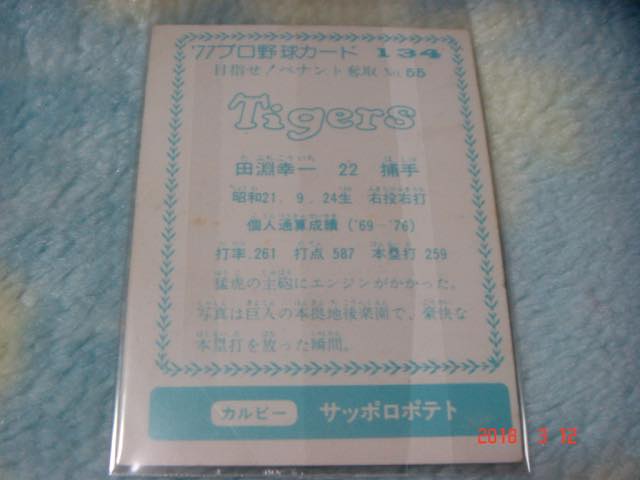 '77プロ野球カード 134
目指せ!ペナント奪取 No.55
Tigers
田淵幸一 22 捕手
昭和21.9.24生 右投右打
個人通算成績('69-'76)
打率.261 打点 587 本塁打 259
猛虎の主砲にエンジンがかかった。
写真は巨人の本拠地後楽園で、豪快な
本塁打を放った瞬間。
カルビー サッポロポテト
2018 3 12